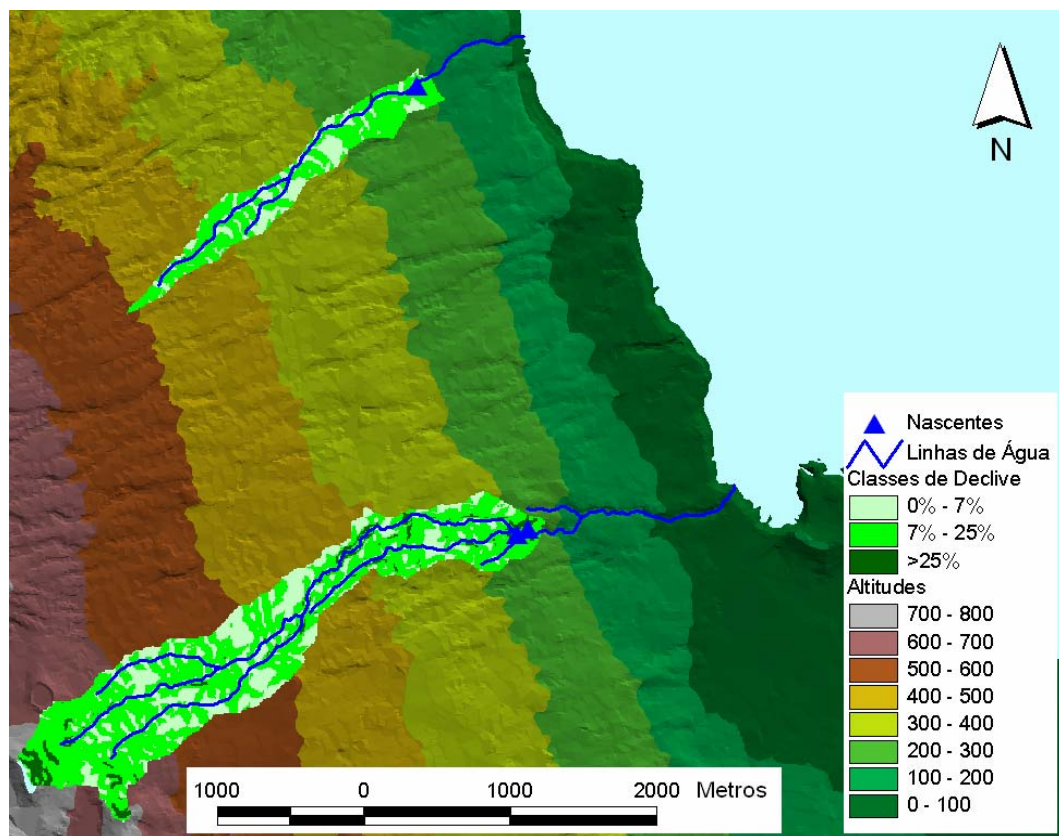 N
Nascentes
Linhas de Água
Classes de Declive
0% - 7%
7% - 25%
>25%
Altitudes
700 - 800
600 - 700
500 - 600
400 - 500
300 - 400
200 - 300
100 - 200
0 - 100
1000 0 1000 2000 Metros